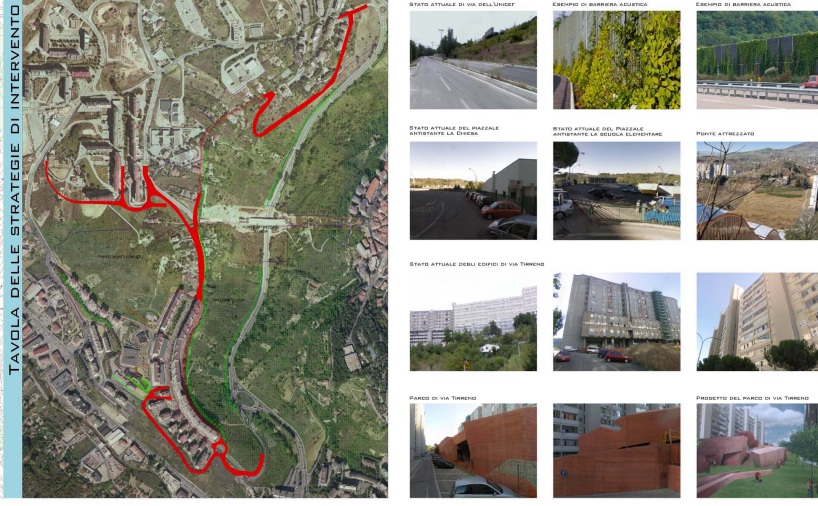 Tavola delle strategie di intervento
Stato attuale di via dell'Unicef
Esempio di barriera acustica
Esempio di barriera acustica
Stato attuale del piazzale
antistante la Chiesa
Stato attuale del Piazzale
antistante la scuola elementare
Ponte attrezzato
Stato attuale degli edifici di via Tirreno
Parco di via Tirreno
Progetto del parco di via Tirreno